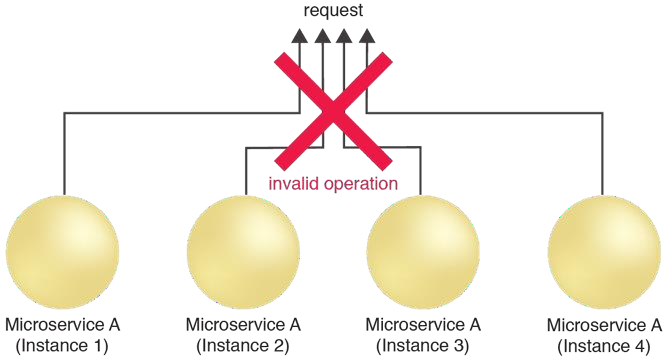 request
invalid operation
Microservice A
(Instance 1)
Microservice A
(Instance 2)
Microservice A
(Instance 3)
Microservice A
(Instance 4)